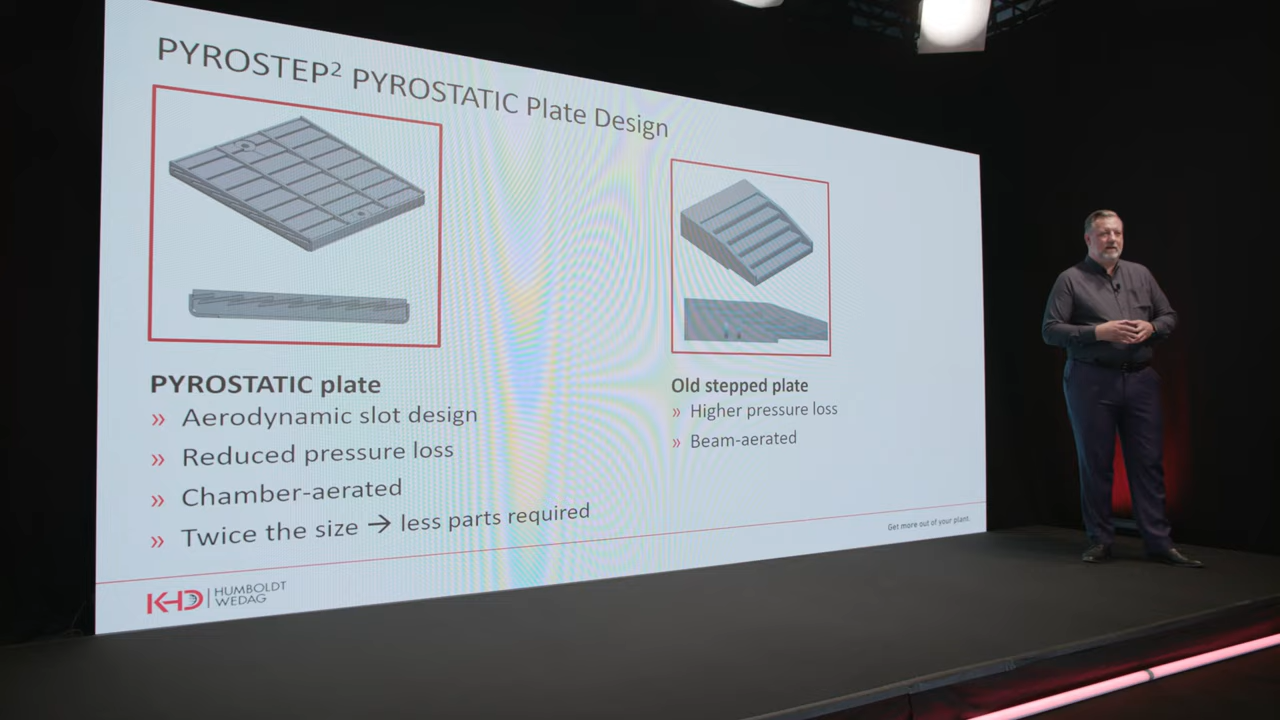 PYROSTEP² PYROSTATIC Plate Design
PYROSTATIC plate
» Aerodynamic slot design
» Reduced pressure loss
» Chamber-aerated
» Twice the size → less parts required
Old stepped plate
» Higher pressure loss
» Beam-aerated
Get more out of your plant.
KHD HUMBOLDT
WEDAG